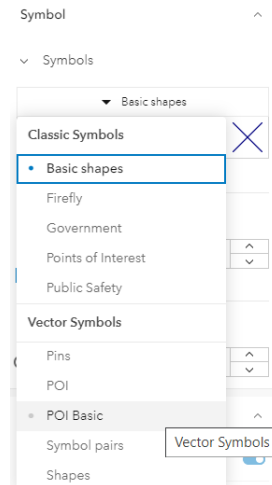 Symbol
Symbols
Basic shapes
Classic Symbols
Basic shapes
Firefly
Government
Points of Interest
Public Safety
Vector Symbols
Pins
POI
POI Basic
Symbol pairs
Vector Symbols
Shapes